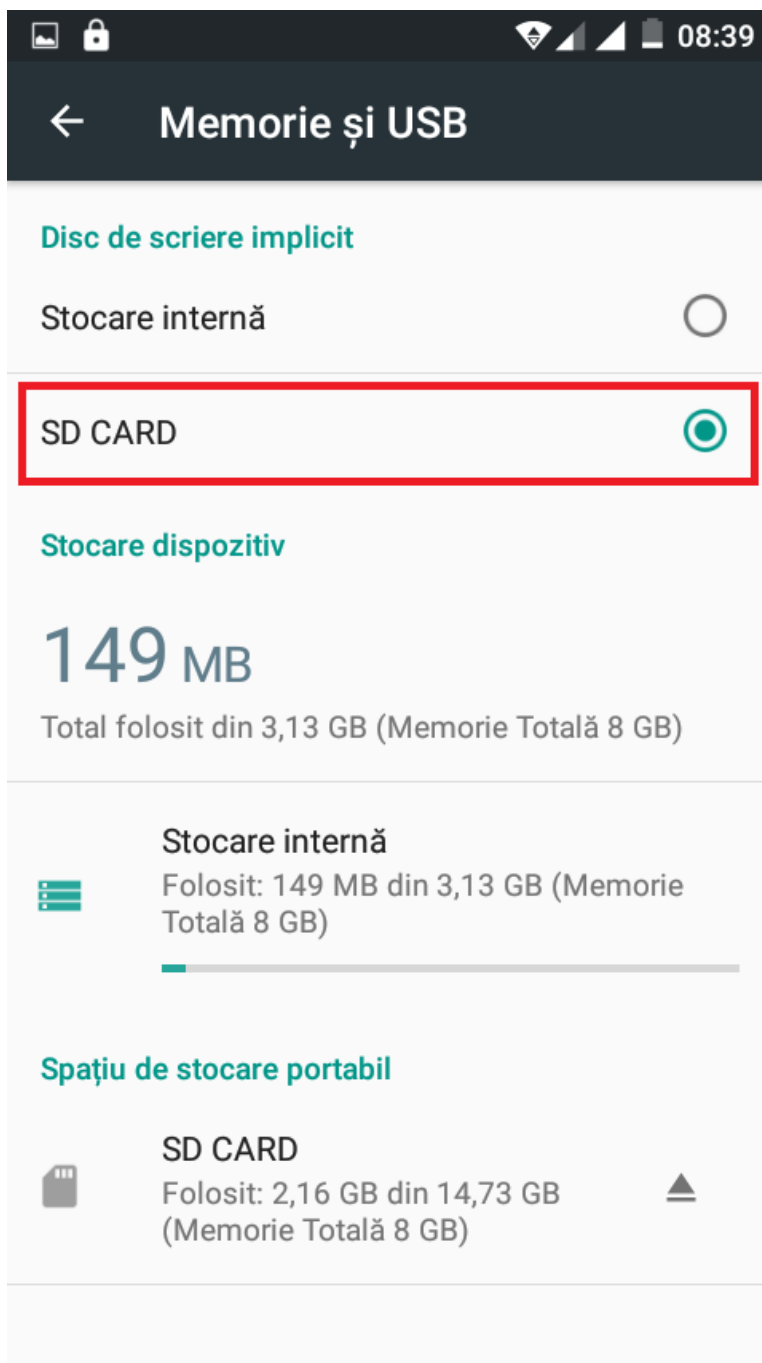 08:39
Memorie și USB
Disc de scriere implicit
Stocare internă
SD CARD
Stocare dispozitiv
149 MB
Total folosit din 3,13 GB (Memorie Totală 8 GB)
Stocare internă
Folosit: 149 MB din 3,13 GB (Memorie
Totală 8 GB)
Spațiu de stocare portabil
SD CARD
Folosit: 2,16 GB din 14,73 GB
(Memorie Totală 8 GB)